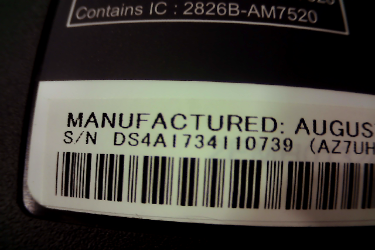 Contains IC : 2826B-AM7520
MANUFACTURED: AUGUS
S/N DS4A1734110739 (AZ7UH